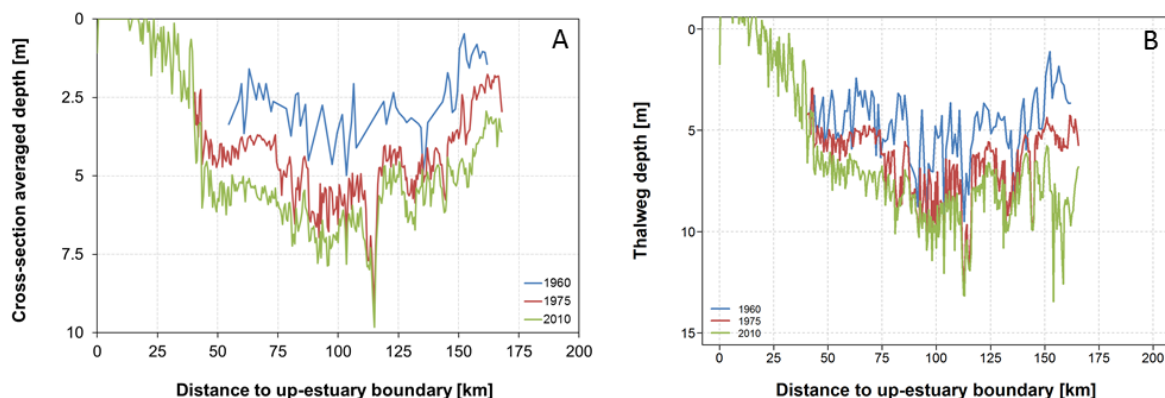 A
Cross-section averaged depth [m]
0
2.5
5
7.5
10
1960
1975
2010
0 25 50 75 100 125 150 175 200
Distance to up-estuary boundary [km]
B
Thalweg depth [m]
0
5
10
15
1960
1975
2010
0 25 50 75 100 125 150 175 200
Distance to up-estuary boundary [km]